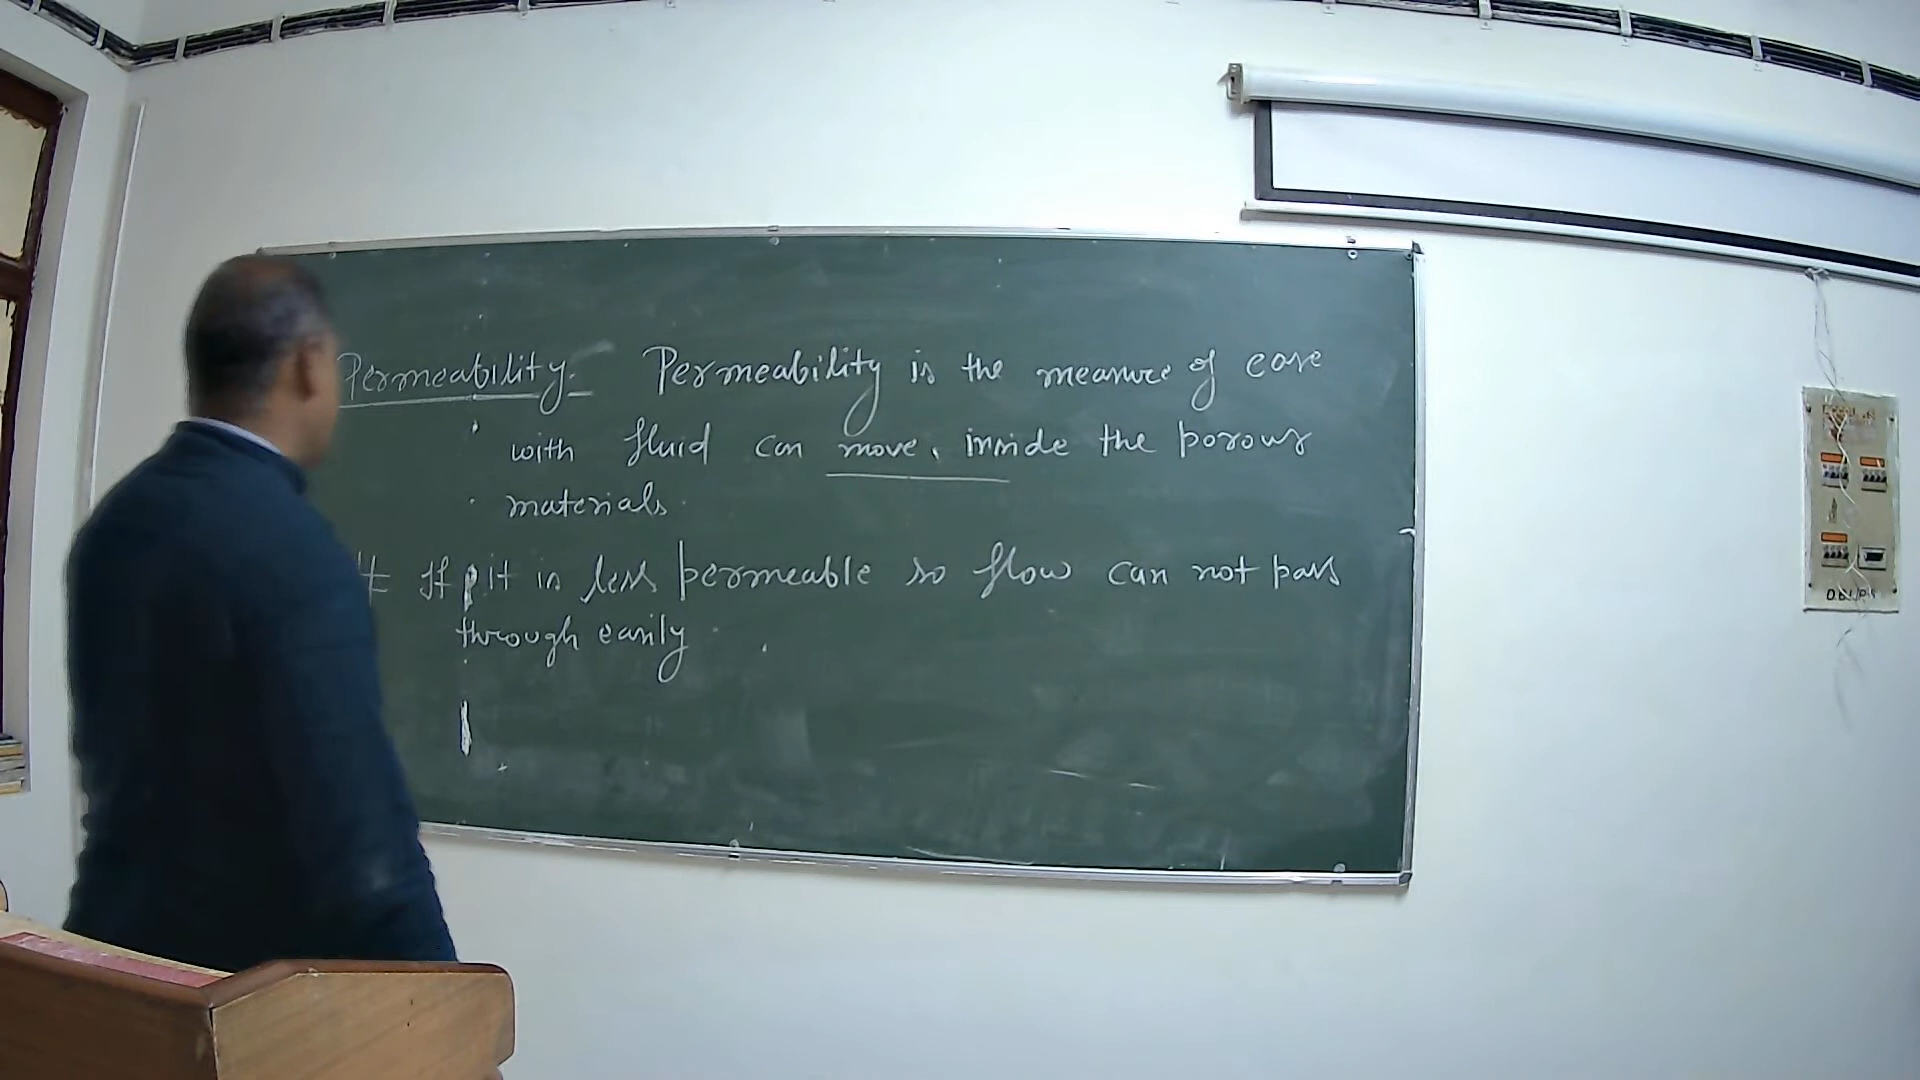 Permeability. Permeability is the measure of ease
with fluid can move, inside the porous
materials.
# If it is less permeable so flow can not pass
through easily